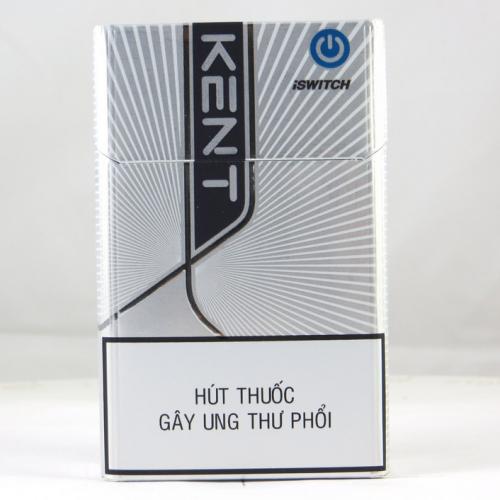 KENT
iSWITCH
HÚT THUỐC
GÂY UNG THƯ PHỔI